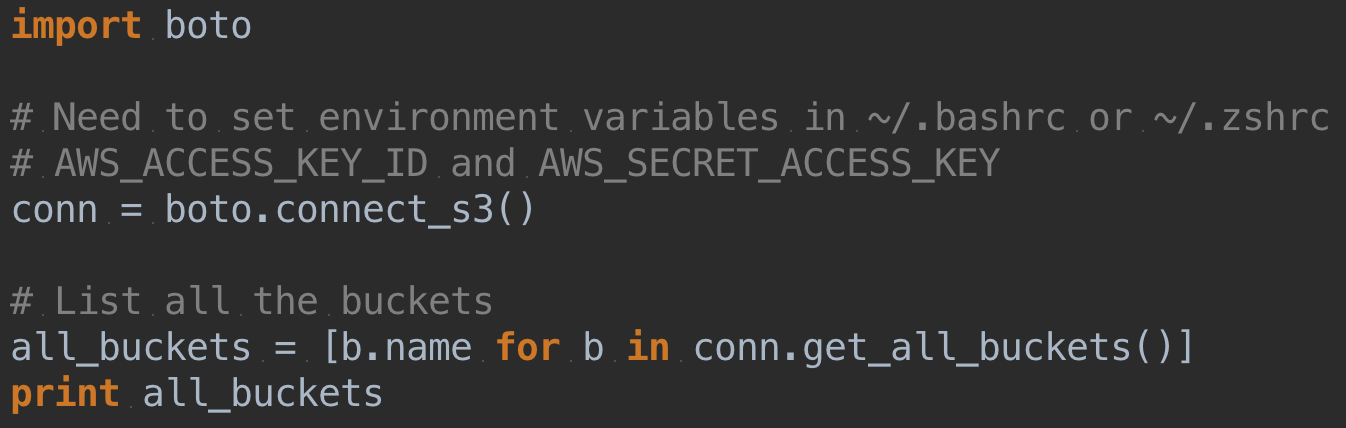 import boto
# Need to set environment variables in ~/.bashrc or ~/.zshrc
# AWS_ACCESS_KEY_ID and AWS_SECRET_ACCESS_KEY
conn = boto.connect_s3()
# List all the buckets
all_buckets = [b.name for b in conn.get_all_buckets()]
print all_buckets